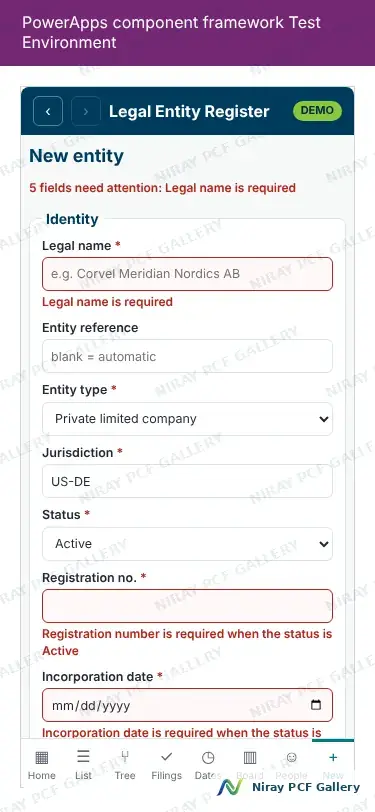 PowerApps component framework Test
Environment
‹ › Legal Entity Register DEMO
New entity
5 fields need attention: Legal name is required
Identity
Legal name *
e.g. Corvel Meridian Nordics AB
Legal name is required
Entity reference
blank = automatic
Entity type *
Private limited company
Jurisdiction *
US-DE
Status *
Active
Registration no. *
Registration number is required when the status is
Active
Incorporation date *
mm/dd/yyyy
Incorporation date is required when the status is
Home List Tree Filings Dates Board People New
Niray PCF Gallery
NIRAY PCF GALLERY